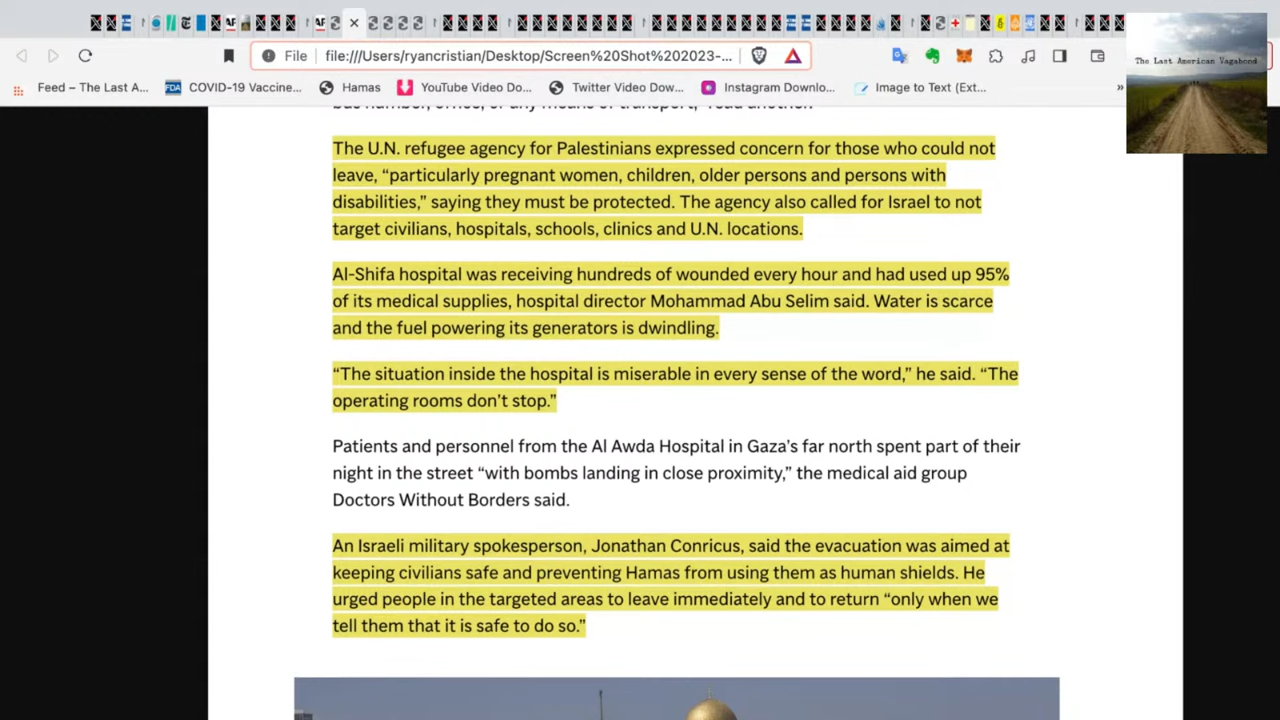 File
file:///Users/ryancristian/Desktop/Screen%20Shot%202023-...
The Last American Vagabond
Feed – The Last A...
COVID-19 Vaccine...
Hamas
YouTube Video Do...
Twitter Video Dow...
Instagram Downlo...
Image to Text (Ext...
»
The U.N. refugee agency for Palestinians expressed concern for those who could not
leave, “particularly pregnant women, children, older persons and persons with
disabilities,” saying they must be protected. The agency also called for Israel to not
target civilians, hospitals, schools, clinics and U.N. locations.
Al-Shifa hospital was receiving hundreds of wounded every hour and had used up 95%
of its medical supplies, hospital director Mohammad Abu Selim said. Water is scarce
and the fuel powering its generators is dwindling.
“The situation inside the hospital is miserable in every sense of the word,” he said. “The
operating rooms don’t stop.”
Patients and personnel from the Al Awda Hospital in Gaza’s far north spent part of their
night in the street “with bombs landing in close proximity,” the medical aid group
Doctors Without Borders said.
An Israeli military spokesperson, Jonathan Conricus, said the evacuation was aimed at
keeping civilians safe and preventing Hamas from using them as human shields. He
urged people in the targeted areas to leave immediately and to return “only when we
tell them that it is safe to do so.”